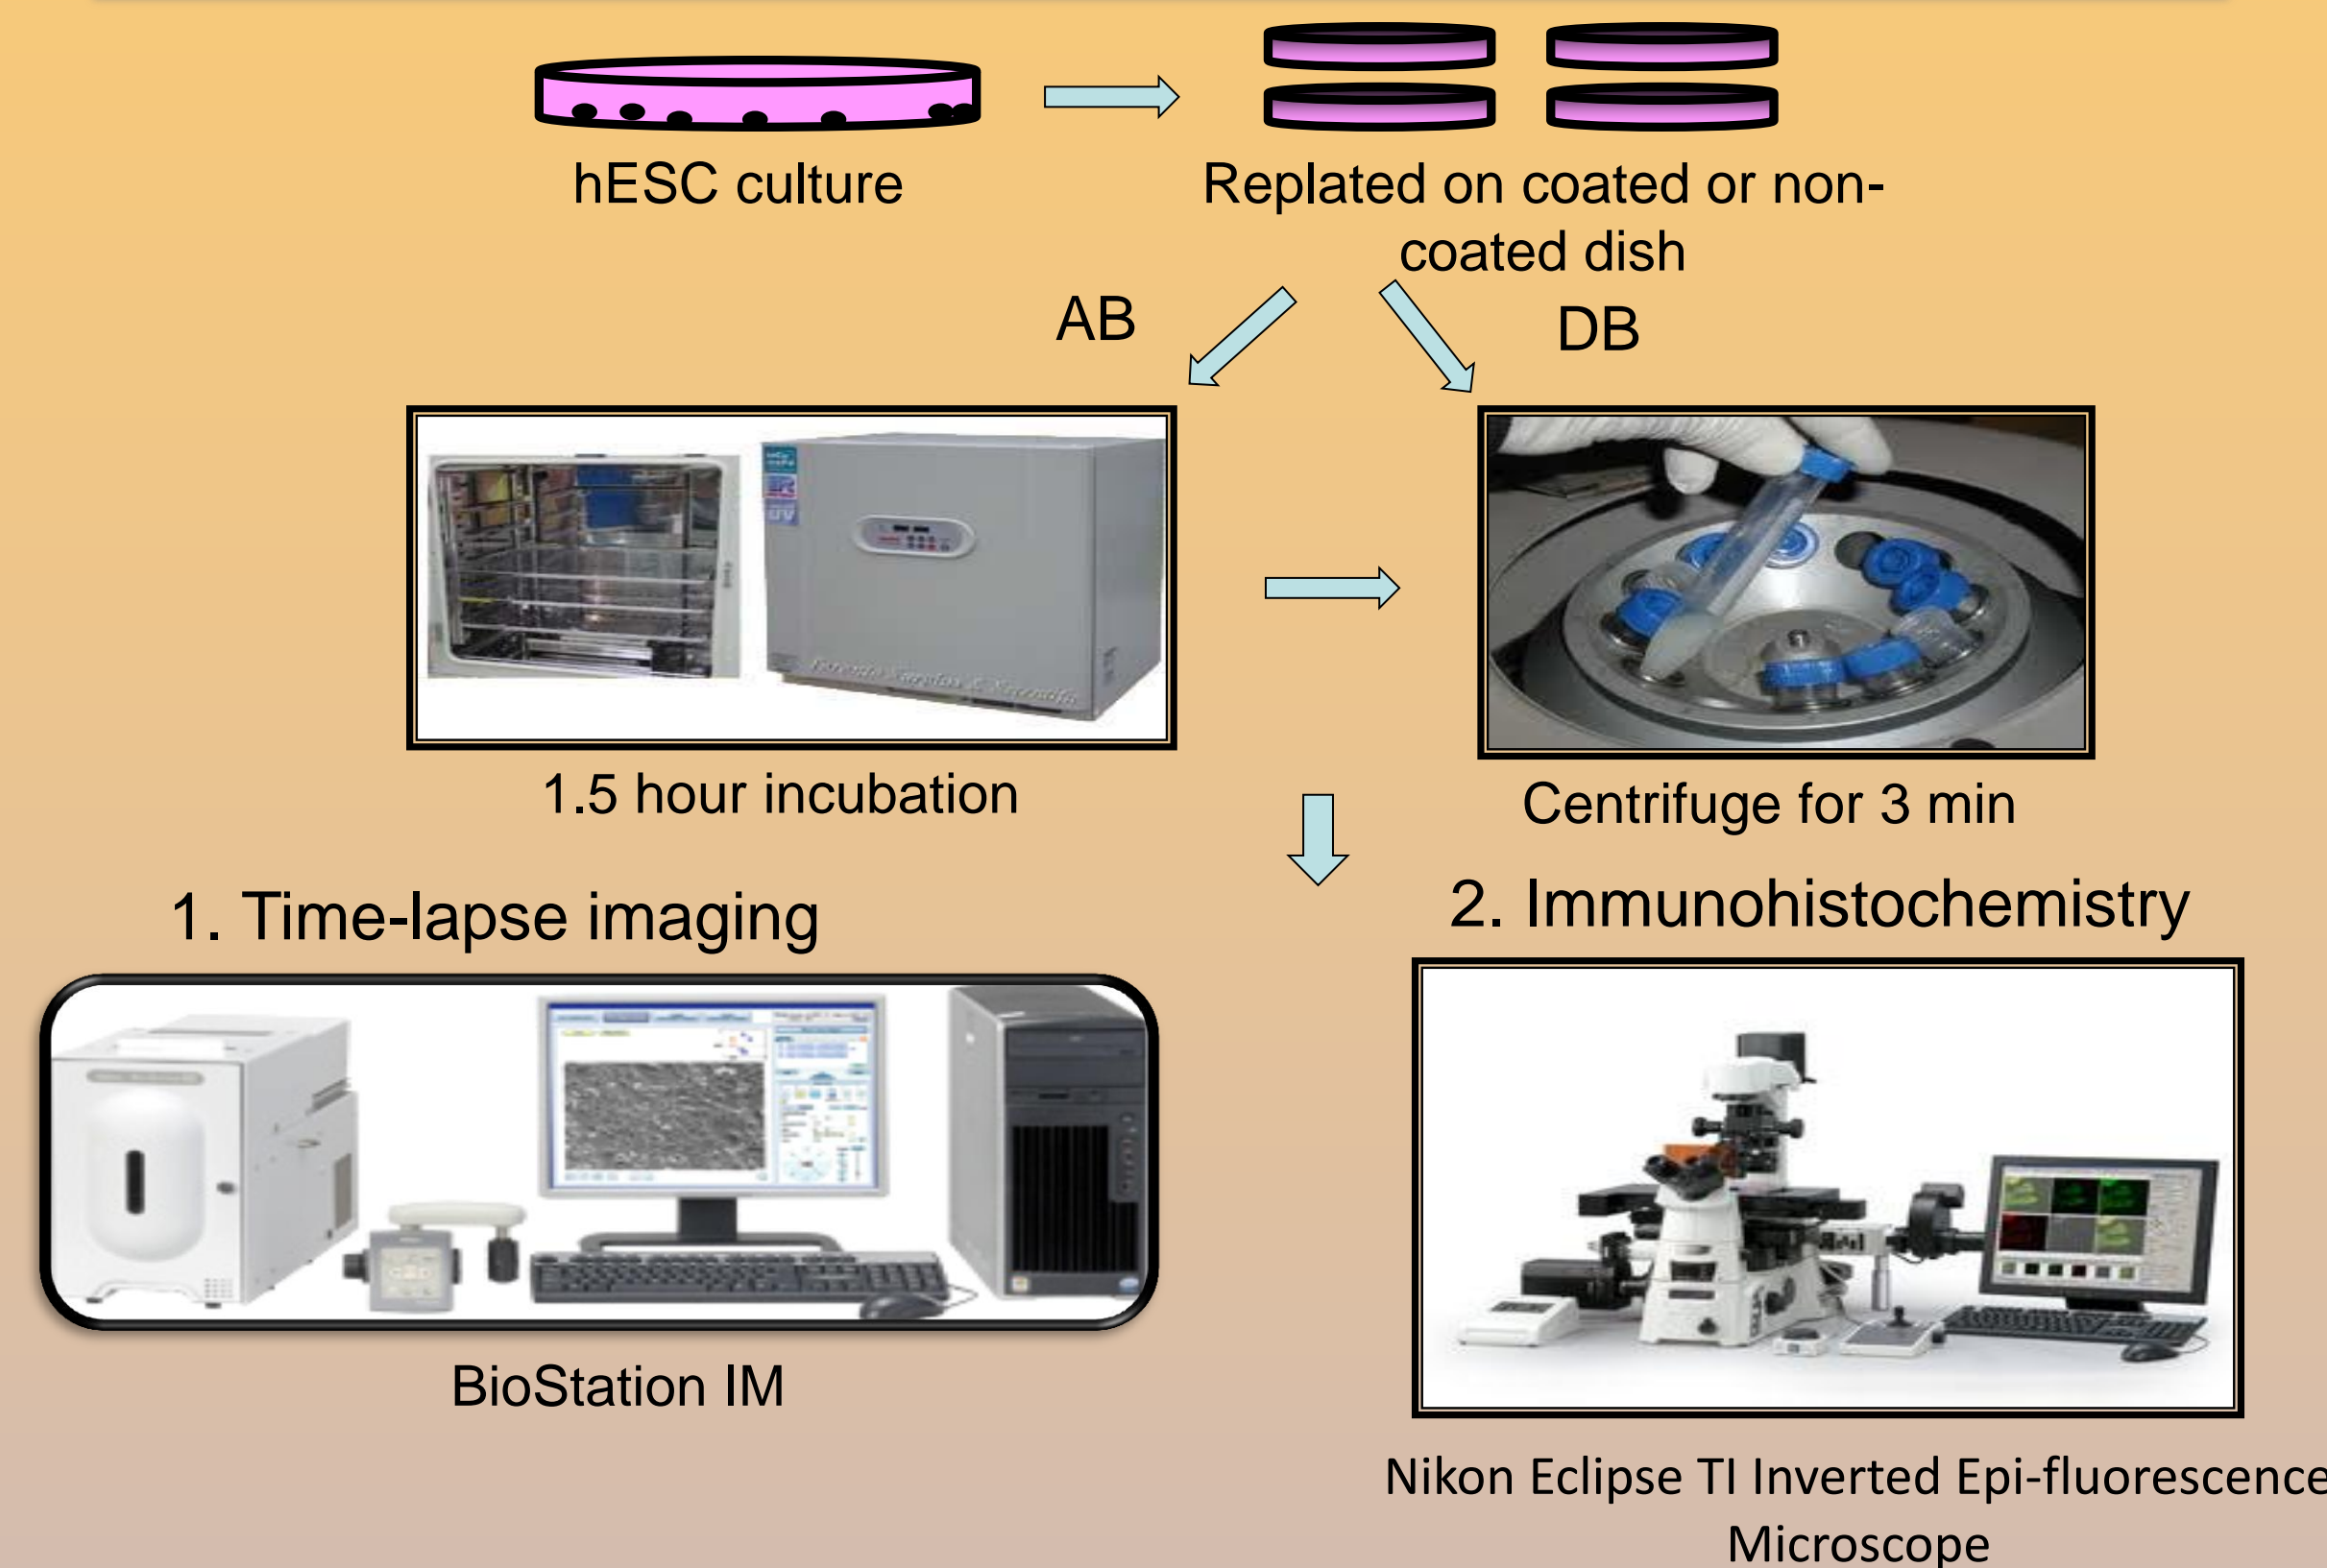 hESC culture
Replated on coated or non-
coated dish
AB
DB
1.5 hour incubation
Centrifuge for 3 min
1. Time-lapse imaging
2. Immunohistochemistry
BioStation IM
Nikon Eclipse TI Inverted Epi-fluorescence
Microscope